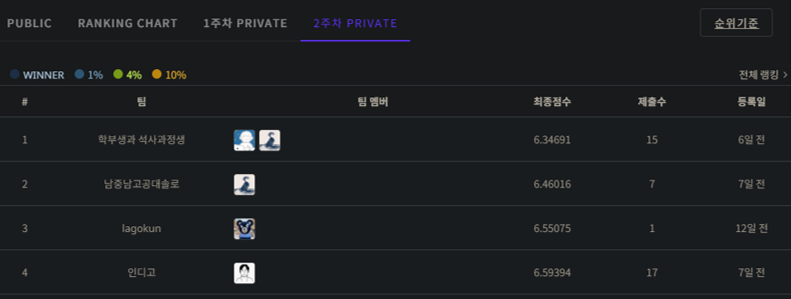 PUBLIC RANKING CHART 1주차 PRIVATE 2주차 PRIVATE 순위기준
WINNER 1% 4% 10% 전체 랭킹 >
# 팀 팀 멤버 최종점수 제출수 등록일
1 학부생과 석사과정생 6.34691 15 6일 전
2 남중남고공대솔로 6.46016 7 7일 전
3 lagokun 6.55075 1 12일 전
4 인디고 6.59394 17 7일 전